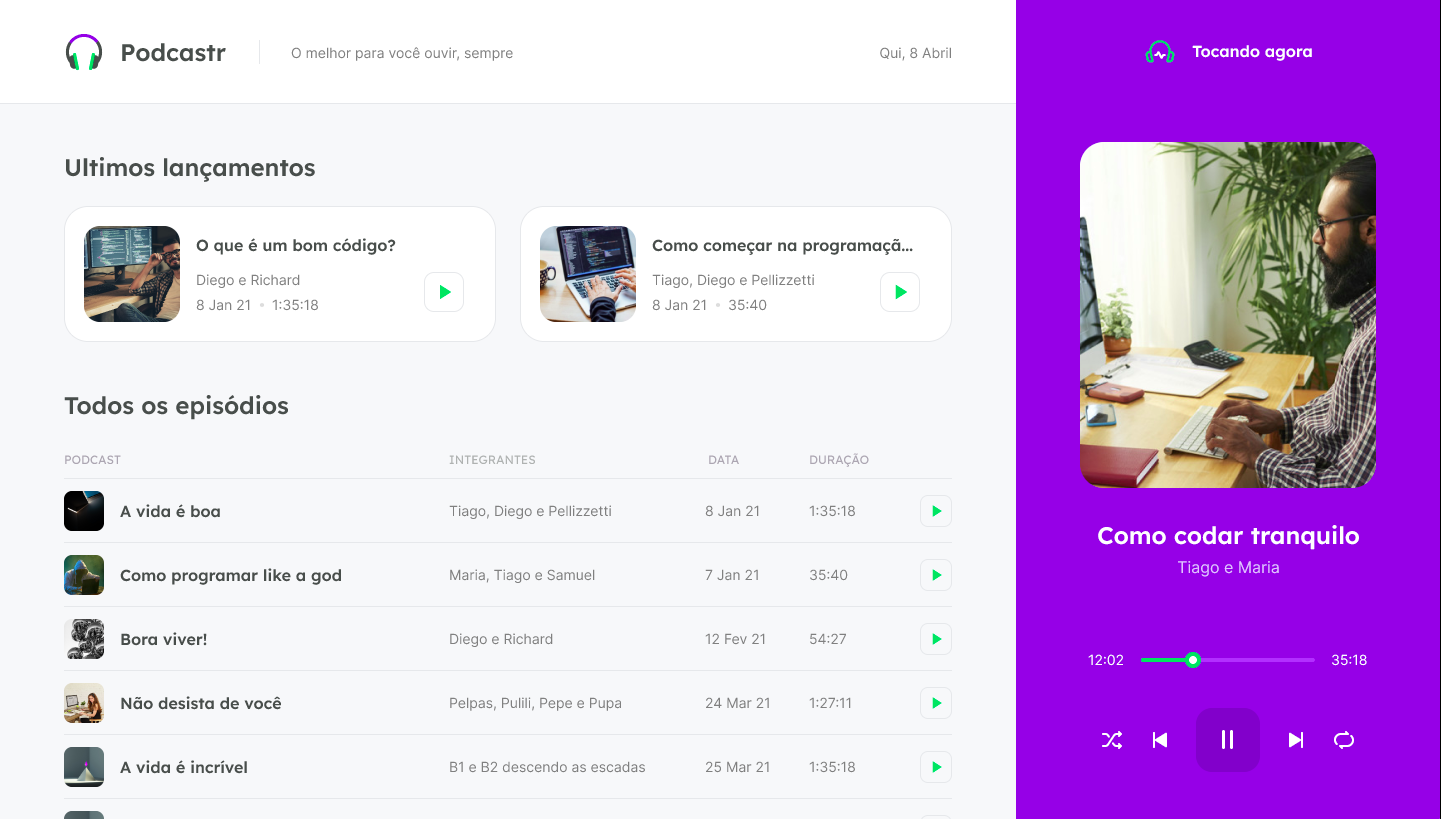 Podcastr
O melhor para você ouvir, sempre
Qui, 8 Abril
Ultimos lançamentos
O que é um bom código?
Diego e Richard
8 Jan 21 • 1:35:18
Como começar na programaçã...
Tiago, Diego e Pellizzetti
8 Jan 21 • 35:40
Todos os episódios
PODCAST INTEGRANTES DATA DURAÇÃO
A vida é boa Tiago, Diego e Pellizzetti 8 Jan 21 1:35:18
Como programar like a god Maria, Tiago e Samuel 7 Jan 21 35:40
Bora viver! Diego e Richard 12 Fev 21 54:27
Não desista de você Pelpas, Pulili, Pepe e Pupa 24 Mar 21 1:27:11
A vida é incrível B1 e B2 descendo as escadas 25 Mar 21 1:35:18
Tocando agora
Como codar tranquilo
Tiago e Maria
12:02 35:18